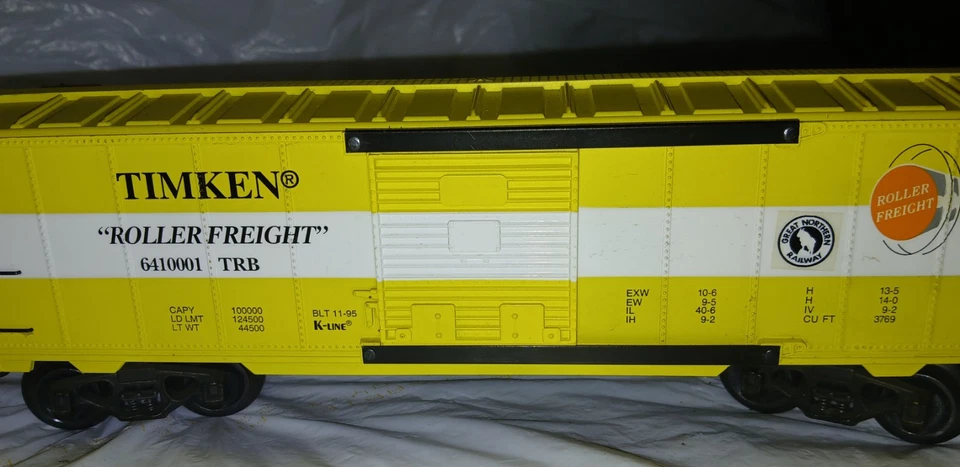 TIMKEN®
"ROLLER FREIGHT"
6410001 TRB
CAPY 100000
LD LMT 124500
LT WT 44500
BLT 11-95
K-LINE®
EXW 10-6
EW 9-5
IL 40-6
IH 9-2
H 13-5
H 14-0
IV 9-2
CU FT 3769
GREAT NORTHERN
RAILWAY
ROLLER
FREIGHT